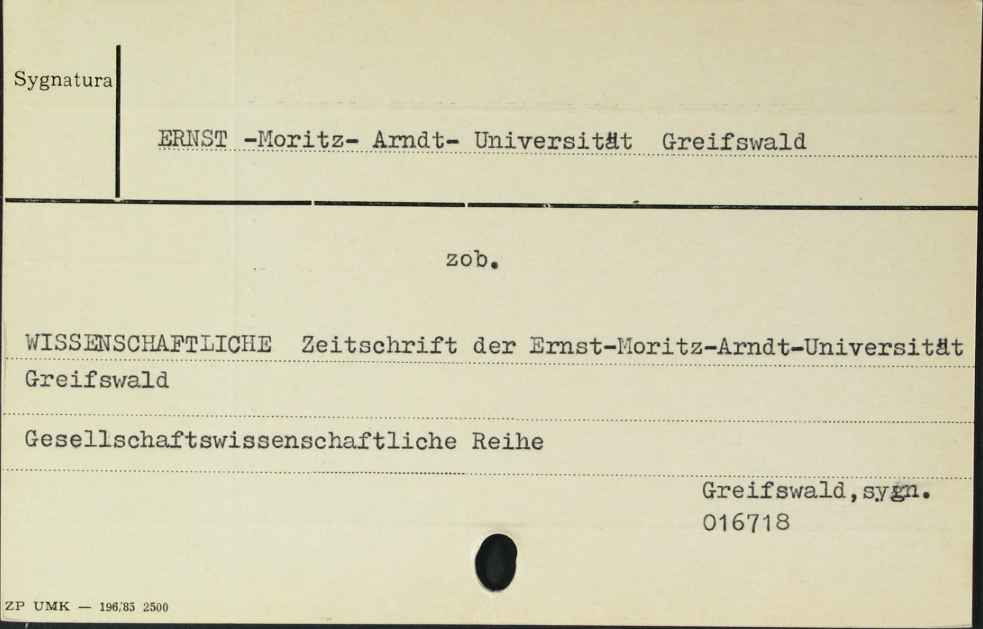 Sygnatura
ERNST -Moritz- Arndt- Universität Greifswald
zob.
WISSENSCHAFTLICHE Zeitschrift der Ernst-Moritz-Arndt-Universität
Greifswald
Gesellschaftswissenschaftliche Reihe
Greifswald,sygn.
016718
ZP UMK — 196/85 2500